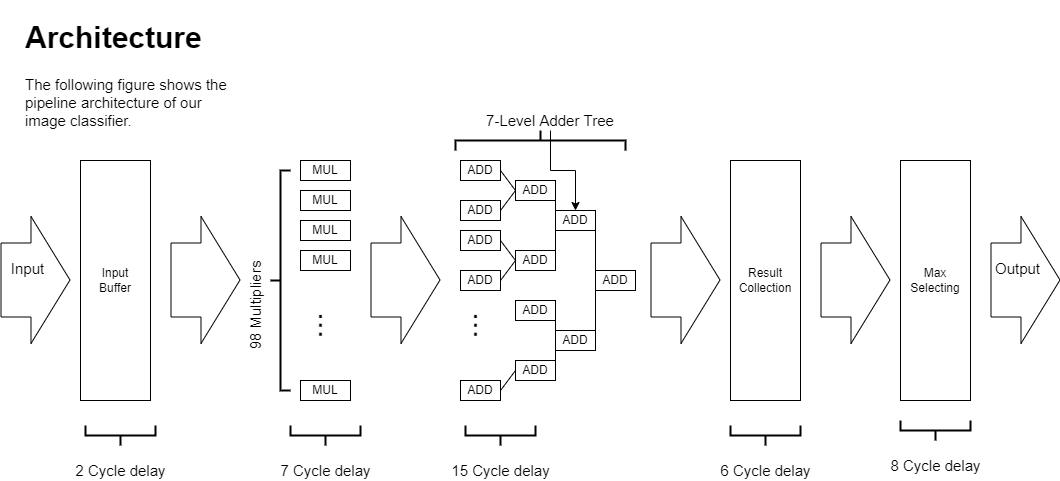 Architecture
The following figure shows the
pipeline architecture of our
image classifier.
7-Level Adder Tree
Input
Input
Buffer
98 Multipliers
MUL
MUL
MUL
MUL
⋮
MUL
ADD
ADD
ADD
ADD
⋮
ADD
ADD
ADD
ADD
ADD
ADD
ADD
ADD
Result
Collection
Max
Selecting
Output
2 Cycle delay
7 Cycle delay
15 Cycle delay
6 Cycle delay
8 Cycle delay